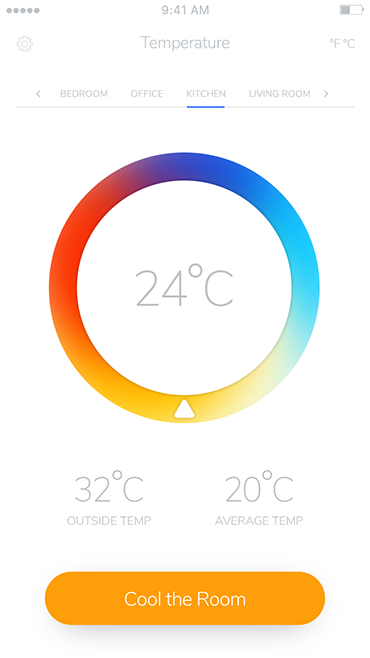 9:41 AM
Temperature
°F °C
BEDROOM OFFICE KITCHEN LIVING ROOM
24°C
32°C 20°C
OUTSIDE TEMP AVERAGE TEMP
Cool the Room